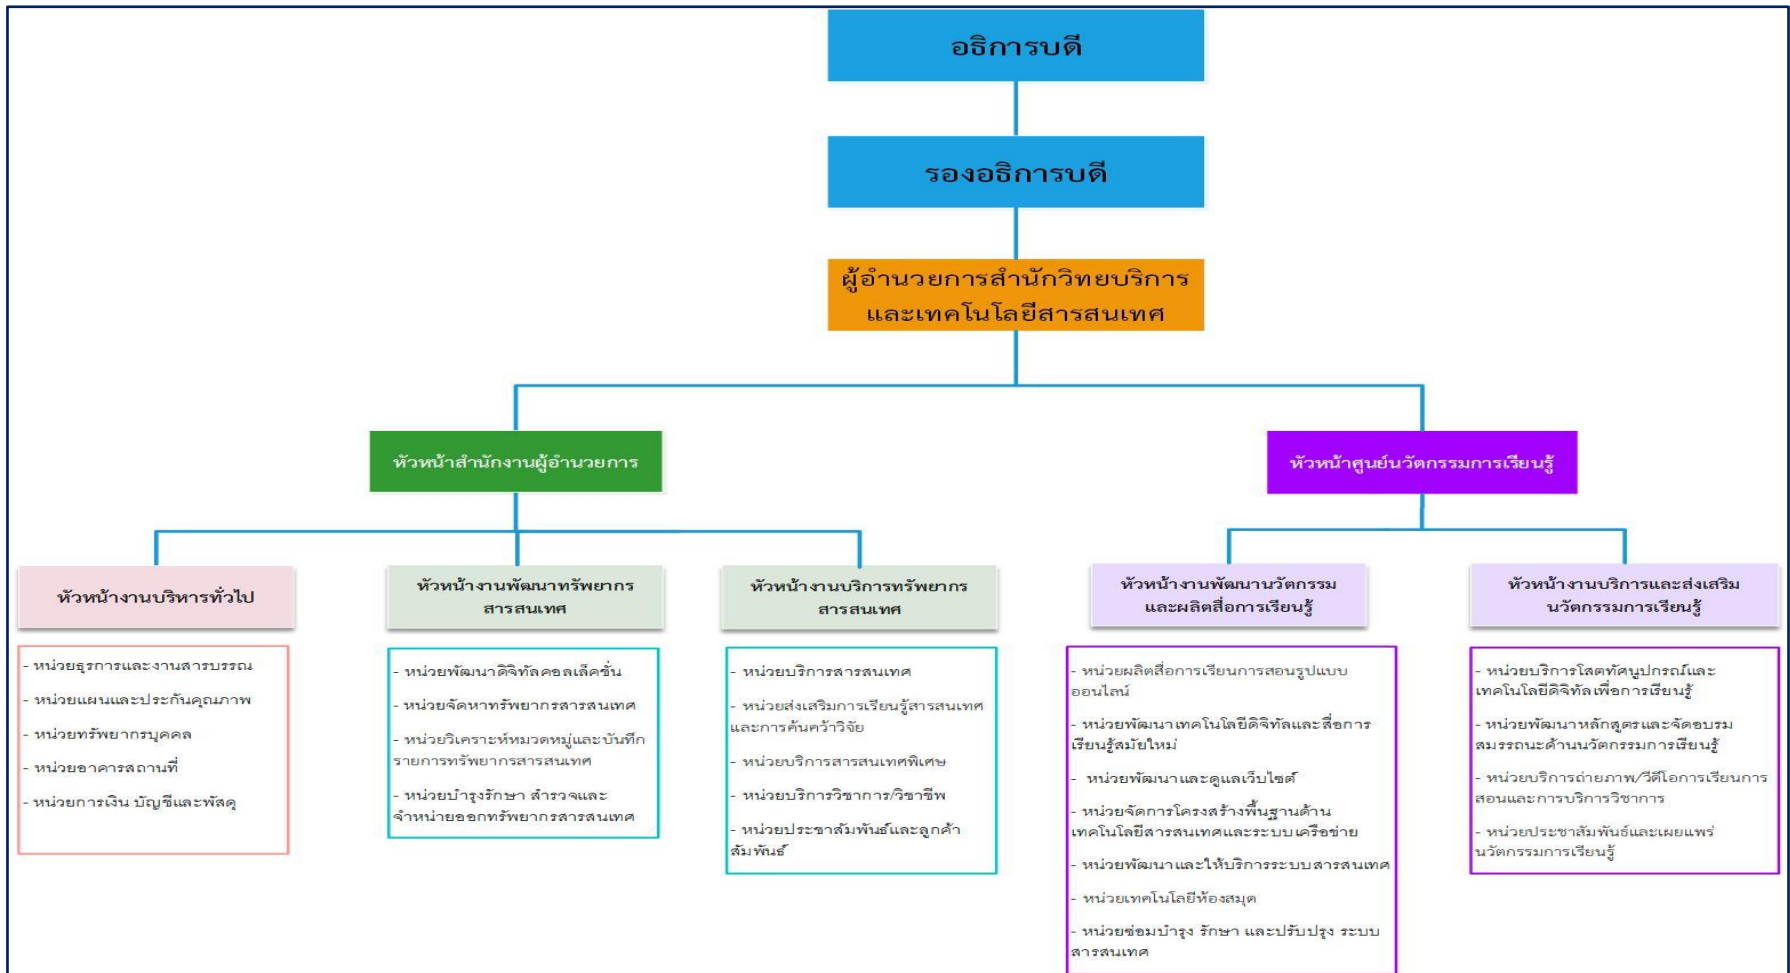 อธิการบดี
รองอธิการบดี
ผู้อำนวยการสำนักวิทยบริการ
และเทคโนโลยีสารสนเทศ
หัวหน้าสำนักงานผู้อำนวยการ
หัวหน้าศูนย์นวัตกรรมการเรียนรู้
หัวหน้างานบริหารทั่วไป
- หน่วยธุรการและงานสารบรรณ
- หน่วยแผนและประกันคุณภาพ
- หน่วยทรัพยากรบุคคล
- หน่วยอาคารสถานที่
- หน่วยการเงิน บัญชีและพัสดุ
หัวหน้างานพัฒนาทรัพยากร
สารสนเทศ
- หน่วยพัฒนาดิจิทัลคอลเล็คชั่น
- หน่วยจัดหาทรัพยากรสารสนเทศ
- หน่วยวิเคราะห์หมวดหมู่และบันทึก
รายการทรัพยากรสารสนเทศ
- หน่วยบำรุงรักษา สำรวจและ
จำหน่ายออกทรัพยากรสารสนเทศ
หัวหน้างานบริการทรัพยากร
สารสนเทศ
- หน่วยบริการสารสนเทศ
- หน่วยส่งเสริมการเรียนรู้สารสนเทศ
และการค้นคว้าวิจัย
- หน่วยบริการสารสนเทศพิเศษ
- หน่วยบริการวิชาการ/วิชาชีพ
- หน่วยประชาสัมพันธ์และลูกค้า
สัมพันธ์
หัวหน้างานพัฒนานวัตกรรม
และผลิตสื่อการเรียนรู้
- หน่วยผลิตสื่อการเรียนการสอนรูปแบบ
ออนไลน์
- หน่วยพัฒนาเทคโนโลยีดิจิทัลและสื่อการ
เรียนรู้สมัยใหม่
- หน่วยพัฒนาและดูแลเว็บไซต์
- หน่วยจัดการโครงสร้างพื้นฐานด้าน
เทคโนโลยีสารสนเทศและระบบเครือข่าย
- หน่วยพัฒนาและให้บริการระบบสารสนเทศ
- หน่วยเทคโนโลยีห้องสมุด
- หน่วยซ่อมบำรุง รักษา และปรับปรุง ระบบ
สารสนเทศ
หัวหน้างานบริการและส่งเสริม
นวัตกรรมการเรียนรู้
- หน่วยบริการโสตทัศนูปกรณ์และ
เทคโนโลยีดิจิทัลเพื่อการเรียนรู้
- หน่วยพัฒนาหลักสูตรและจัดอบรม
สมรรถนะด้านนวัตกรรมการเรียนรู้
- หน่วยบริการถ่ายภาพ/วีดีโอการเรียนการ
สอนและการบริการวิชาการ
- หน่วยประชาสัมพันธ์และเผยแพร่
นวัตกรรมการเรียนรู้